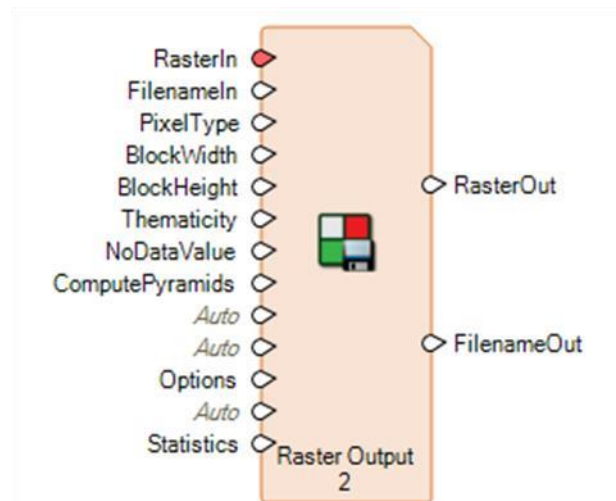 RasterIn
FilenameIn
PixelType
BlockWidth
BlockHeight
Thematicity
NoDataValue
ComputePyramids
Auto
Auto
Options
Auto
Statistics
RasterOut
FilenameOut
Raster Output
2